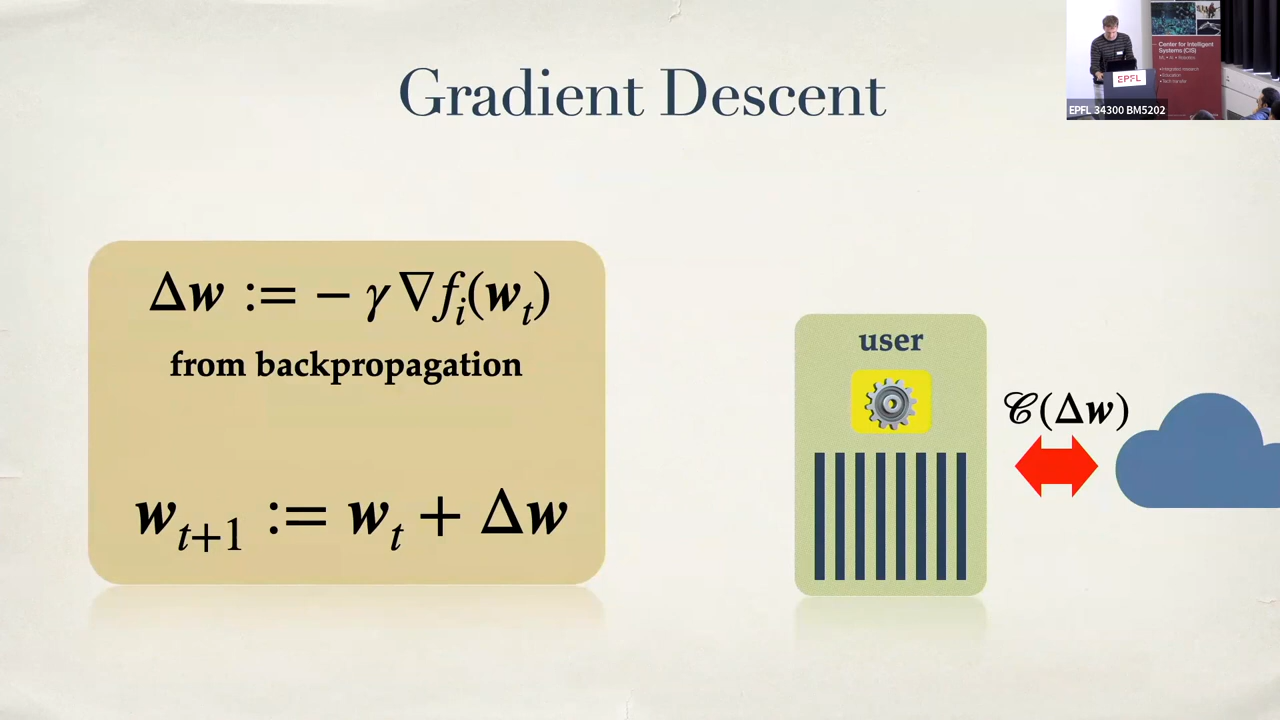 Gradient Descent
Δw := − γ ∇f_i(w_t)
from backpropagation
w_{t+1} := w_t + Δw
user
𝒞(Δw)
Center for Intelligent
Systems (CIS)
EPFL
EPFL 34300 BM5202